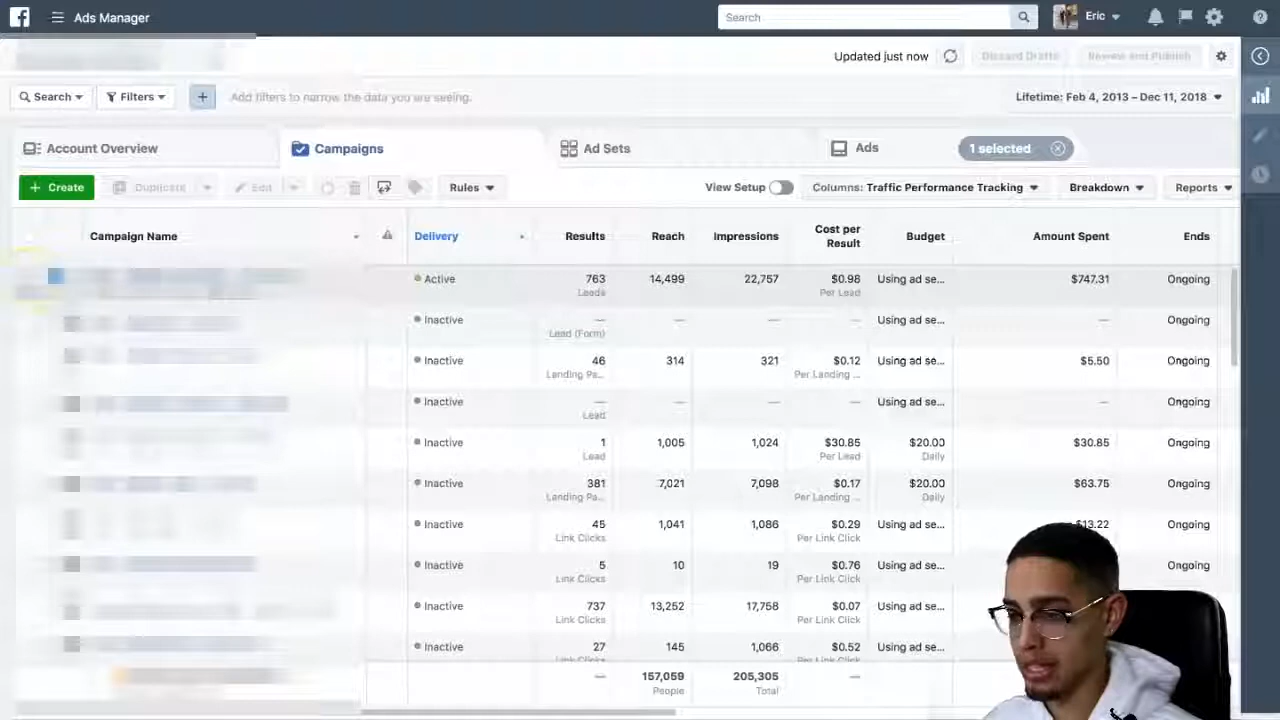 Ads Manager
Search
Eric
Updated just now
Discard Drafts
Review and Publish
Search
Filters
+
Add filters to narrow the data you are seeing.
Lifetime: Feb 4, 2013 – Dec 11, 2018
Account Overview
Campaigns
Ad Sets
Ads
1 selected
+ Create
Duplicate
Edit
Rules
View Setup
Columns: Traffic Performance Tracking
Breakdown
Reports
Campaign Name
Delivery
Results
Reach
Impressions
Cost per
Result
Budget
Amount Spent
Ends
Active 763 14,499 22,757 $0.98 Using ad se... $747.31 Ongoing
Leads Per Lead
Inactive — — — — Using ad se... — Ongoing
Lead (Form)
Inactive 46 314 321 $0.12 Using ad se... $5.50 Ongoing
Landing Pa... Per Landing ...
Inactive — — — — Using ad se... — Ongoing
Lead
Inactive 1 1,005 1,024 $30.85 $20.00 $30.85 Ongoing
Lead Per Lead Daily
Inactive 381 7,021 7,098 $0.17 $20.00 $63.75 Ongoing
Landing Pa... Per Landing ... Daily
Inactive 45 1,041 1,086 $0.29 Using ad se... $13.22 Ongoing
Link Clicks Per Link Click
Inactive 5 10 19 $0.76 Using ad se... Ongoing
Link Clicks Per Link Click
Inactive 737 13,252 17,758 $0.07 Using ad se...
Link Clicks Per Link Click
Inactive 27 145 1,066 $0.52 Using ad se...
Link Clicks Per Link Click
— 157,059 205,305 —
People Total